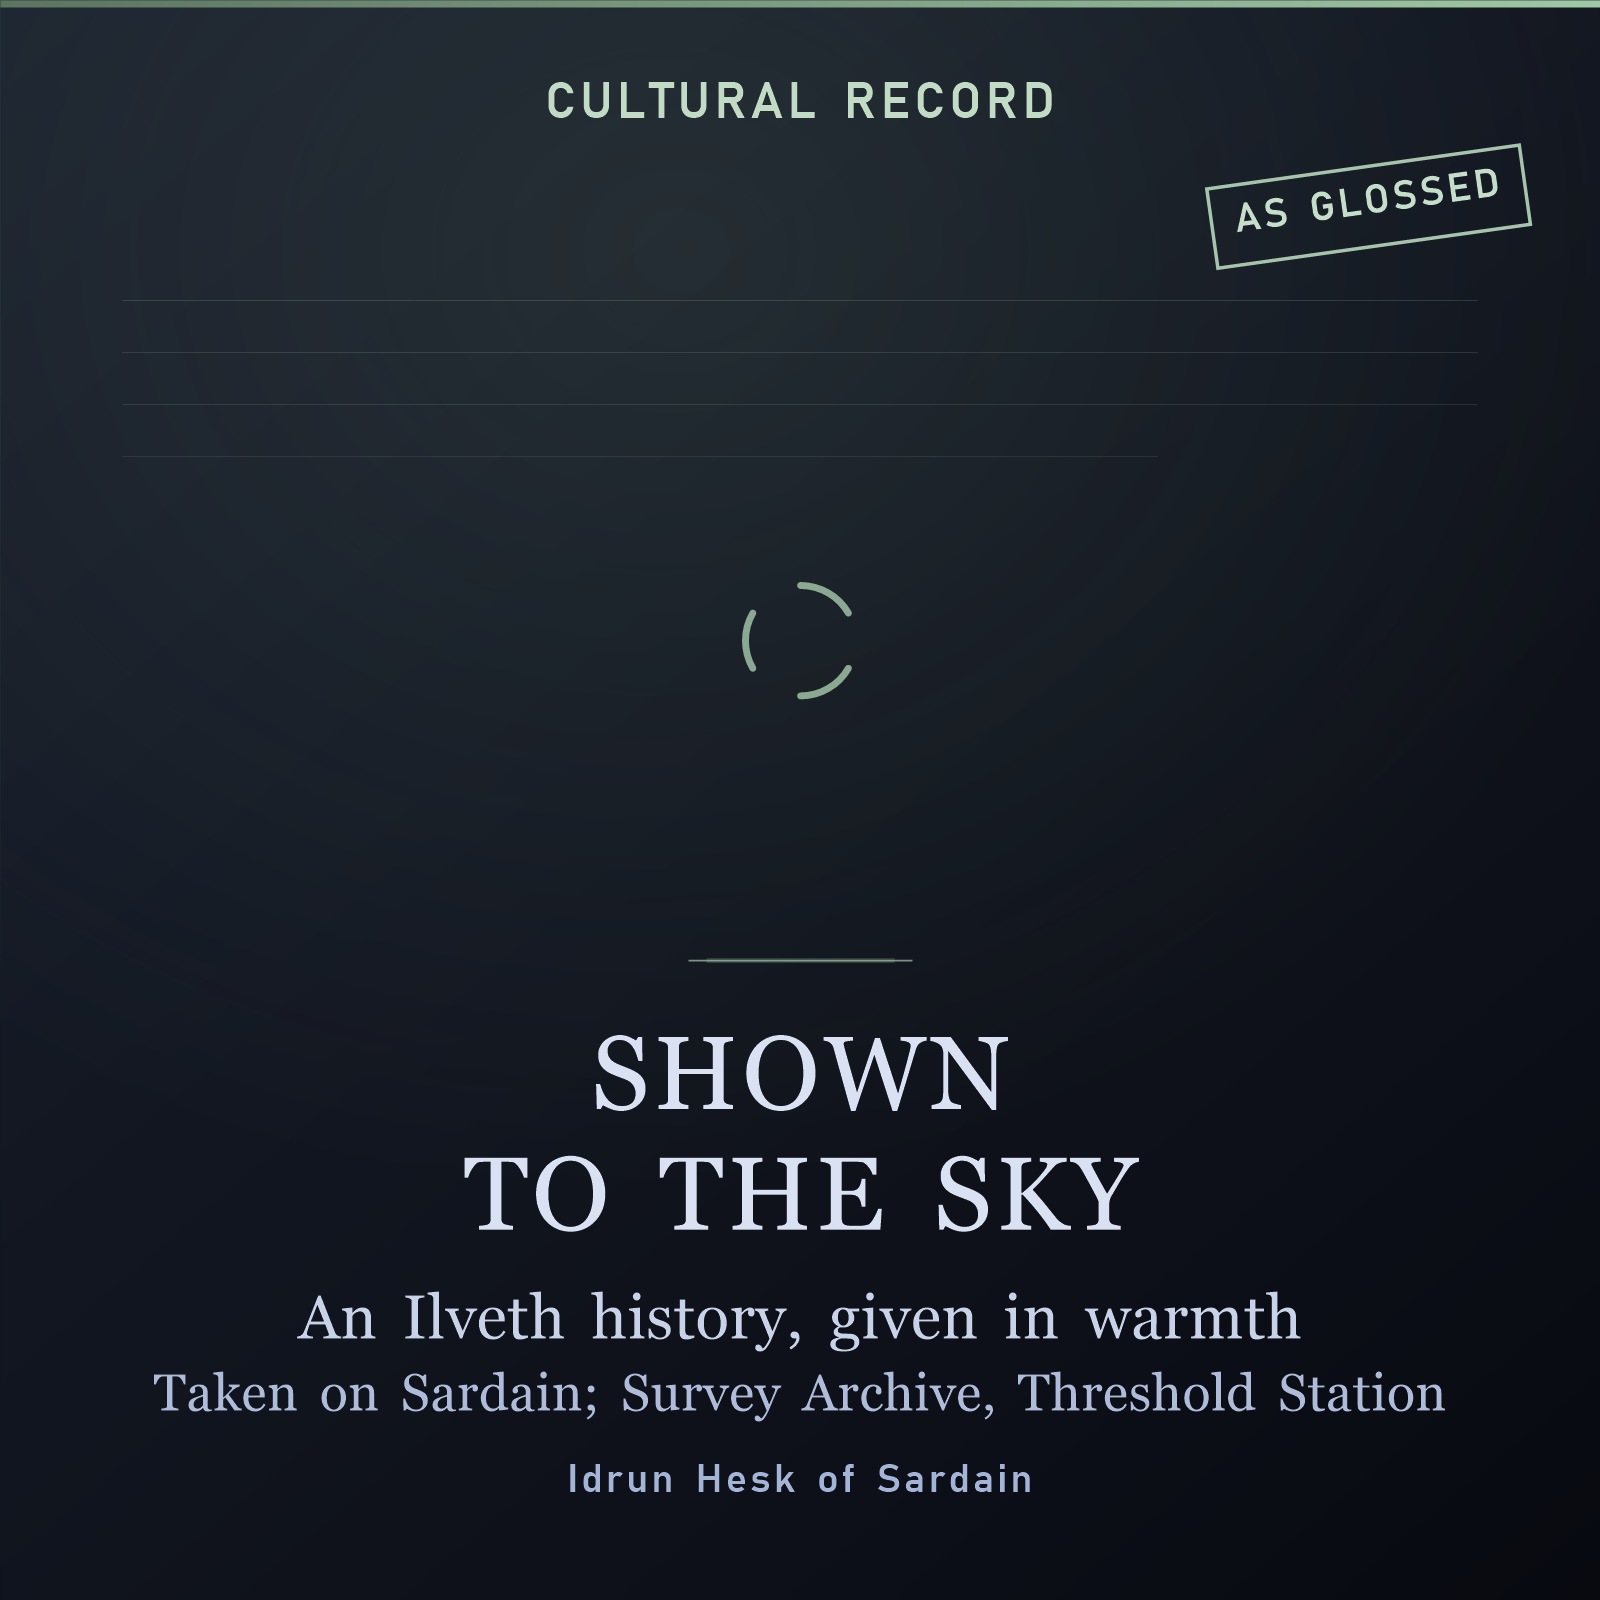 CULTURAL RECORD
AS GLOSSED
SHOWN
TO THE SKY
An Ilveth history, given in warmth
Taken on Sardain; Survey Archive, Threshold Station
Idrun Hesk of Sardain